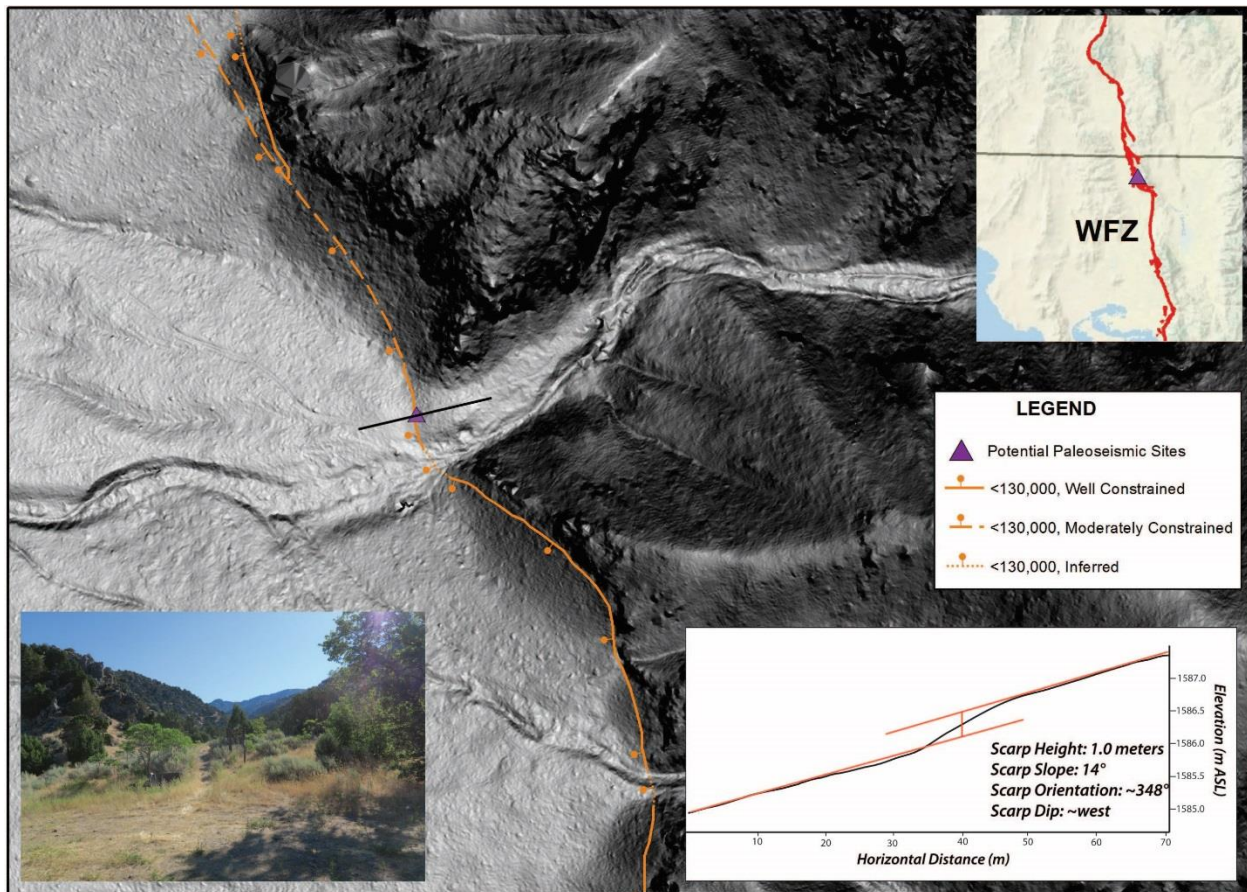 WFZ
LEGEND
Potential Paleoseismic Sites
<130,000, Well Constrained
<130,000, Moderately Constrained
<130,000, Inferred
Scarp Height: 1.0 meters
Scarp Slope: 14°
Scarp Orientation: ~348°
Scarp Dip: ~west
1587.0
1586.5
1586.0
1585.5
1585.0
Elevation (m ASL)
10 20 30 40 50 60 70
Horizontal Distance (m)